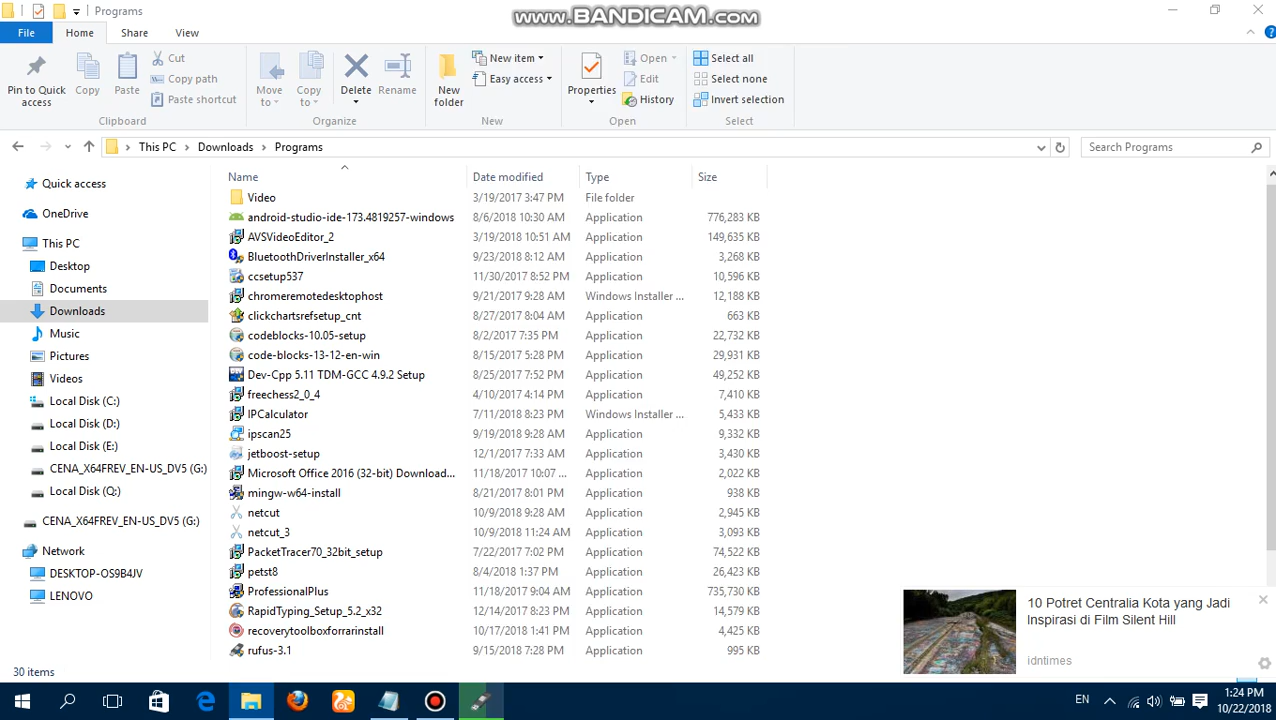 Programs
www.BANDICAM.com
File Home Share View
Pin to Quick access
Copy
Paste
Cut
Copy path
Paste shortcut
Clipboard
Move to
Copy to
Delete
Rename
Organize
New folder
New item
Easy access
New
Properties
Open
Edit
History
Open
Select all
Select none
Invert selection
Select
This PC Downloads Programs
Search Programs
Quick access
OneDrive
This PC
Desktop
Documents
Downloads
Music
Pictures
Videos
Local Disk (C:)
Local Disk (D:)
Local Disk (E:)
CENA_X64FREV_EN-US_DV5 (G:)
Local Disk (Q:)
CENA_X64FREV_EN-US_DV5 (G:)
Network
DESKTOP-OS9B4JV
LENOVO
Name Date modified Type Size
Video 3/19/2017 3:47 PM File folder
android-studio-ide-173.4819257-windows 8/6/2018 10:30 AM Application 776,283 KB
AVSVideoEditor_2 3/19/2018 10:51 AM Application 149,635 KB
BluetoothDriverInstaller_x64 9/23/2018 8:12 AM Application 3,268 KB
ccsetup537 11/30/2017 8:52 PM Application 10,596 KB
chromeremotedesktophost 9/21/2017 9:28 AM Windows Installer ... 12,188 KB
clickchartsrefsetup_cnt 8/27/2017 8:04 AM Application 663 KB
codeblocks-10.05-setup 8/2/2017 7:35 PM Application 22,732 KB
code-blocks-13-12-en-win 8/15/2017 5:28 PM Application 29,931 KB
Dev-Cpp 5.11 TDM-GCC 4.9.2 Setup 8/25/2017 7:52 PM Application 49,252 KB
freechess2_0_4 4/10/2017 4:14 PM Application 7,410 KB
IPCalculator 7/11/2018 8:23 PM Windows Installer ... 5,433 KB
ipscan25 9/19/2018 9:28 AM Application 9,332 KB
jetboost-setup 12/1/2017 7:33 AM Application 3,430 KB
Microsoft Office 2016 (32-bit) Download... 11/18/2017 10:07 ... Application 2,022 KB
mingw-w64-install 8/21/2017 8:01 PM Application 938 KB
netcut 10/9/2018 9:28 AM Application 2,945 KB
netcut_3 10/9/2018 11:24 AM Application 3,093 KB
PacketTracer70_32bit_setup 7/22/2017 7:02 PM Application 74,522 KB
petst8 8/4/2018 1:37 PM Application 26,423 KB
ProfessionalPlus 11/18/2017 9:04 AM Application 735,730 KB
RapidTyping_Setup_5.2_x32 12/14/2017 8:23 PM Application 14,579 KB
recoverytoolboxforrarinstall 10/17/2018 1:41 PM Application 4,425 KB
rufus-3.1 9/15/2018 7:28 PM Application 995 KB
10 Potret Centralia Kota yang Jadi
Inspirasi di Film Silent Hill
idntimes
30 items
EN
1:24 PM
10/22/2018